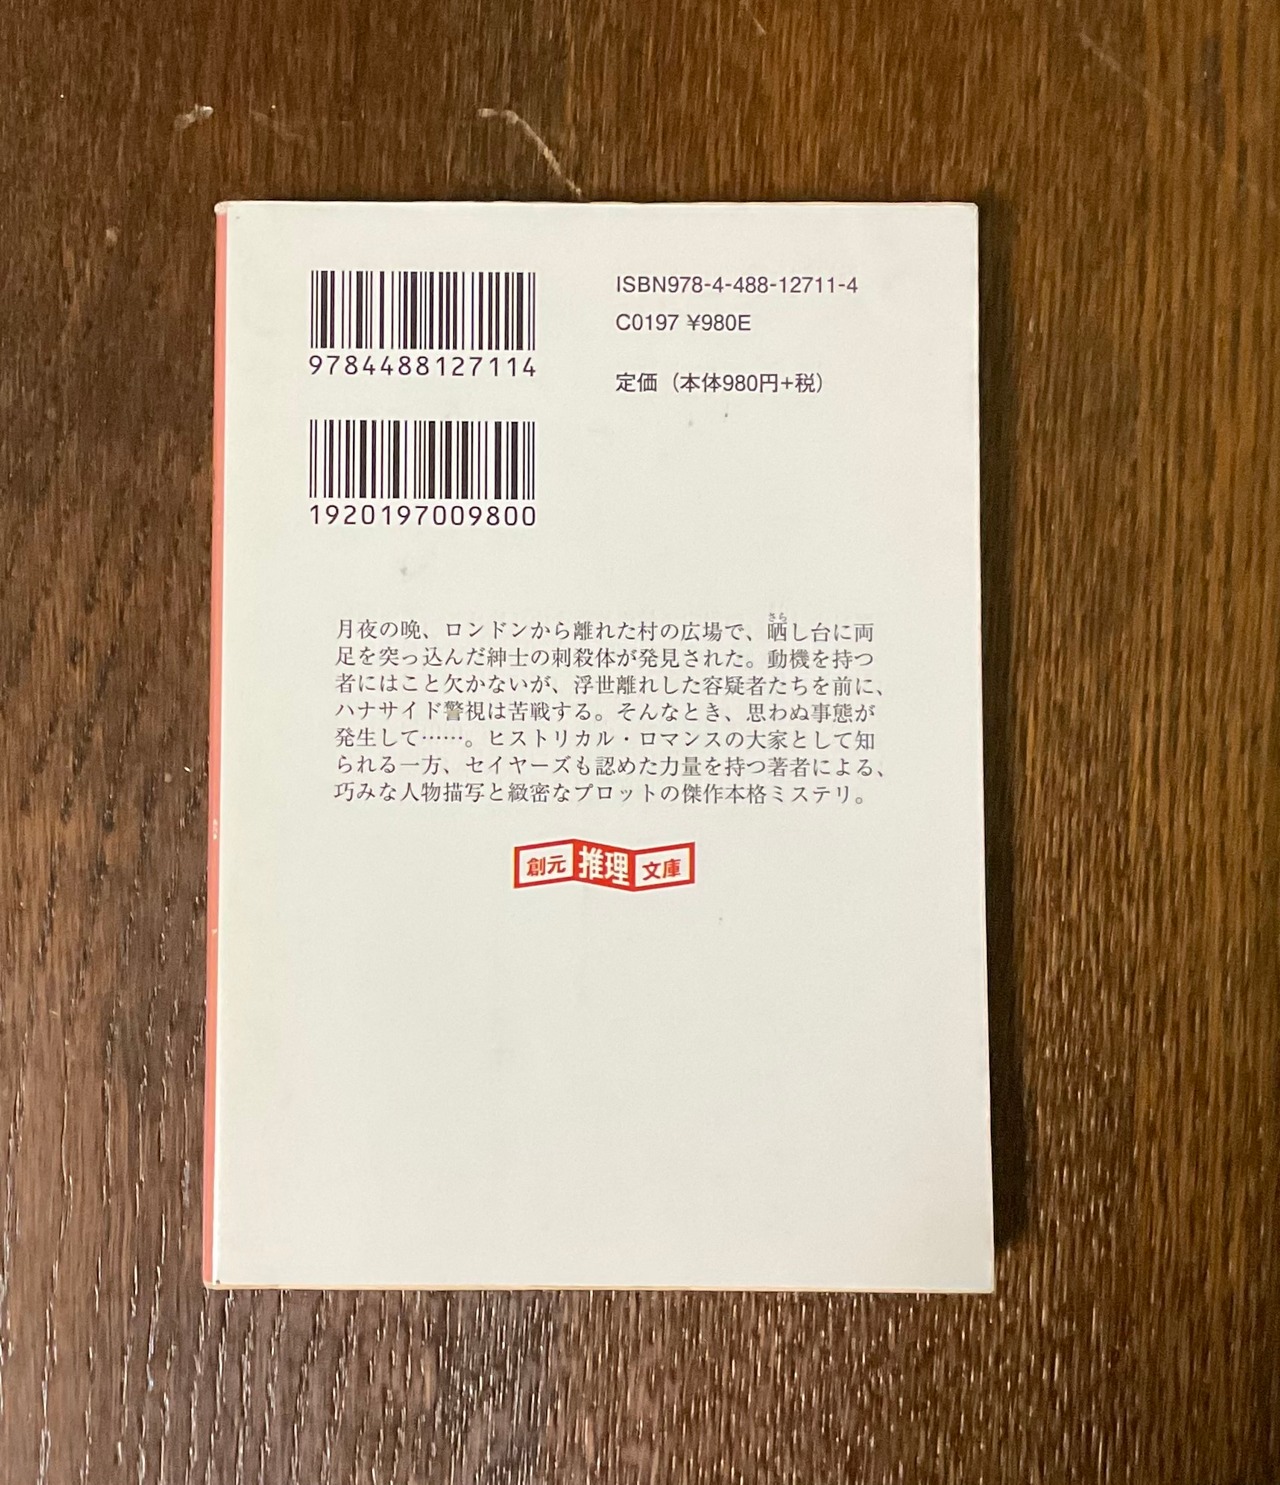 9784488127114
1920197009800
ISBN978-4-488-12711-4
C0197 ¥980E
定価（本体980円+税）
月夜の晩、ロンドンから離れた村の広場で、晒し台に両
さら
足を突っ込んだ紳士の刺殺体が発見された。動機を持つ
者にはこと欠かないが、浮世離れした容疑者たちを前に、
ハナサイド警視は苦戦する。そんなとき、思わぬ事態が
発生して……。ヒストリカル・ロマンスの大家として知
られる一方、セイヤーズも認めた力量を持つ著者による、
巧みな人物描写と緻密なプロットの傑作本格ミステリ。
創元推理文庫